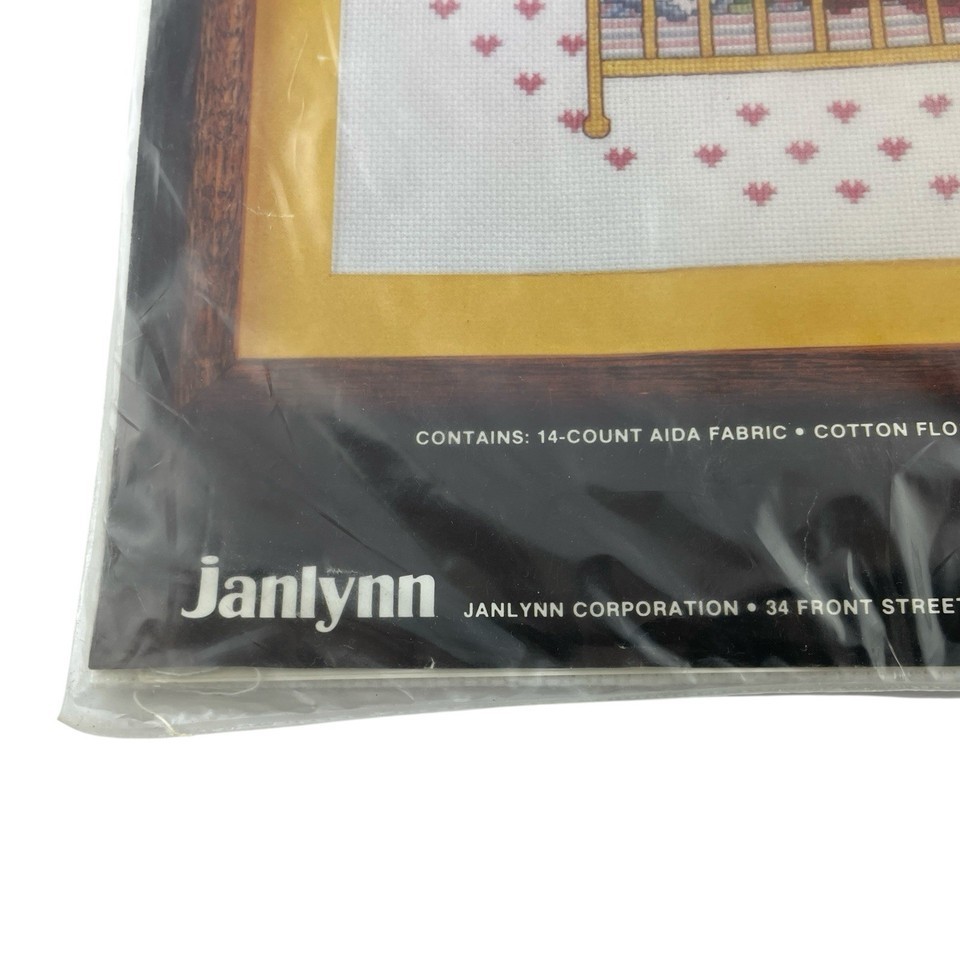 CONTAINS: 14-COUNT AIDA FABRIC • COTTON FLO
janlynn JANLYNN CORPORATION • 34 FRONT STREET